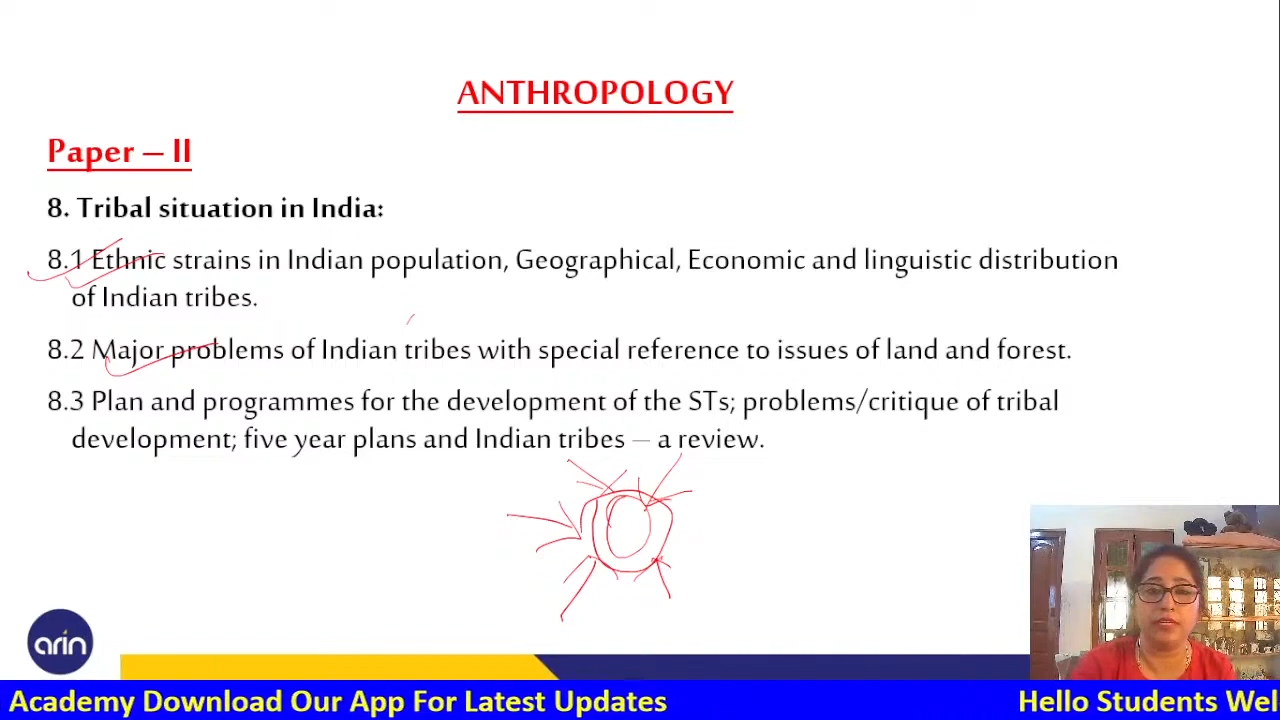 ANTHROPOLOGY
Paper – II
8. Tribal situation in India:
8.1 Ethnic strains in Indian population, Geographical, Economic and linguistic distribution
of Indian tribes.
8.2 Major problems of Indian tribes with special reference to issues of land and forest.
8.3 Plan and programmes for the development of the STs; problems/critique of tribal
development; five year plans and Indian tribes – a review.
arin
Academy Download Our App For Latest Updates
Hello Students Wel